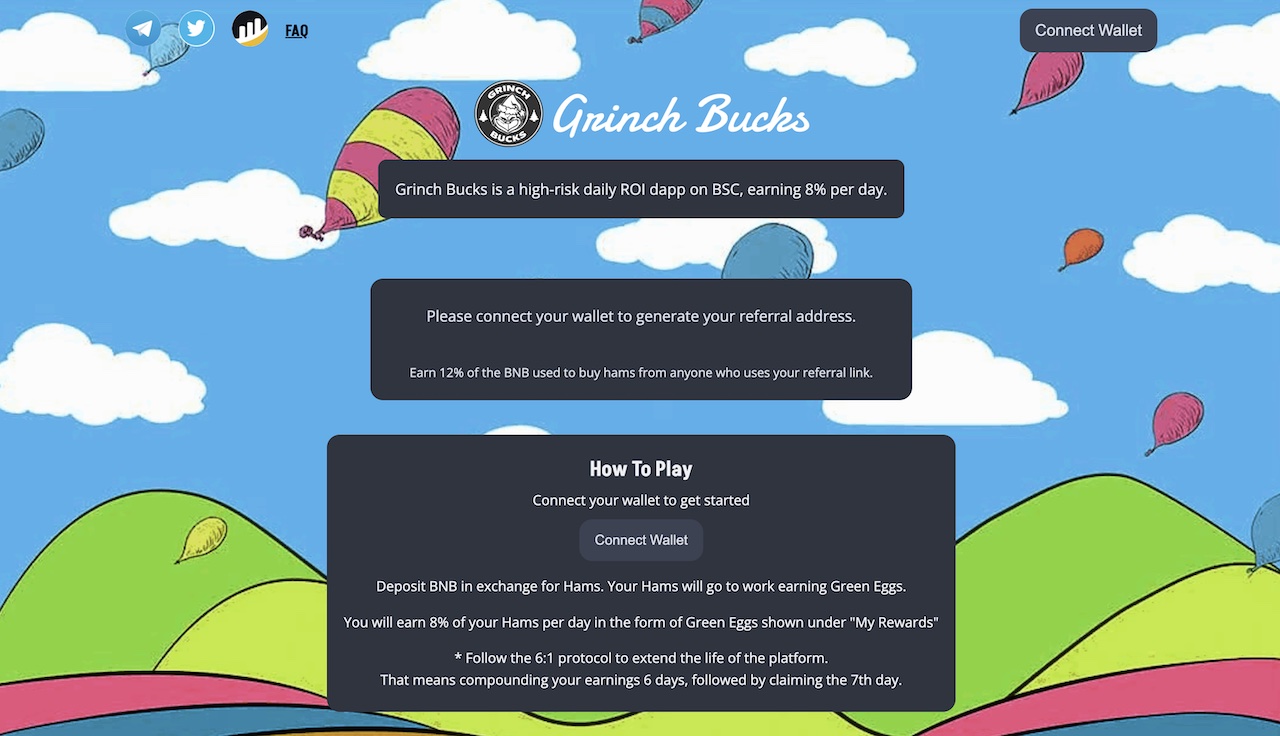 FAQ
Connect Wallet
GRINCH
BUCKS
Grinch Bucks
Grinch Bucks is a high-risk daily ROI dapp on BSC, earning 8% per day.
Please connect your wallet to generate your referral address.
Earn 12% of the BNB used to buy hams from anyone who uses your referral link.
How To Play
Connect your wallet to get started
Connect Wallet
Deposit BNB in exchange for Hams. Your Hams will go to work earning Green Eggs.
You will earn 8% of your Hams per day in the form of Green Eggs shown under "My Rewards"
* Follow the 6:1 protocol to extend the life of the platform.
That means compounding your earnings 6 days, followed by claiming the 7th day.